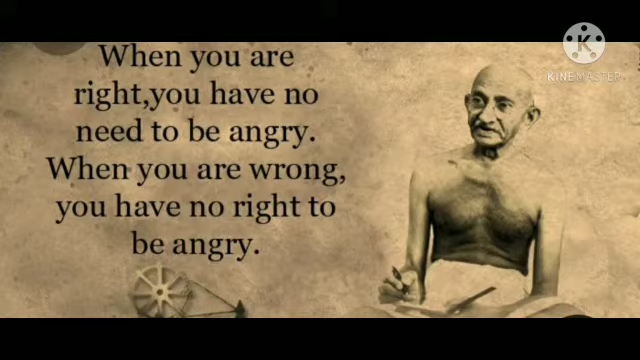 When you are
right,you have no
need to be angry.
When you are wrong,
you have no right to
be angry.
K
KINEMASTER